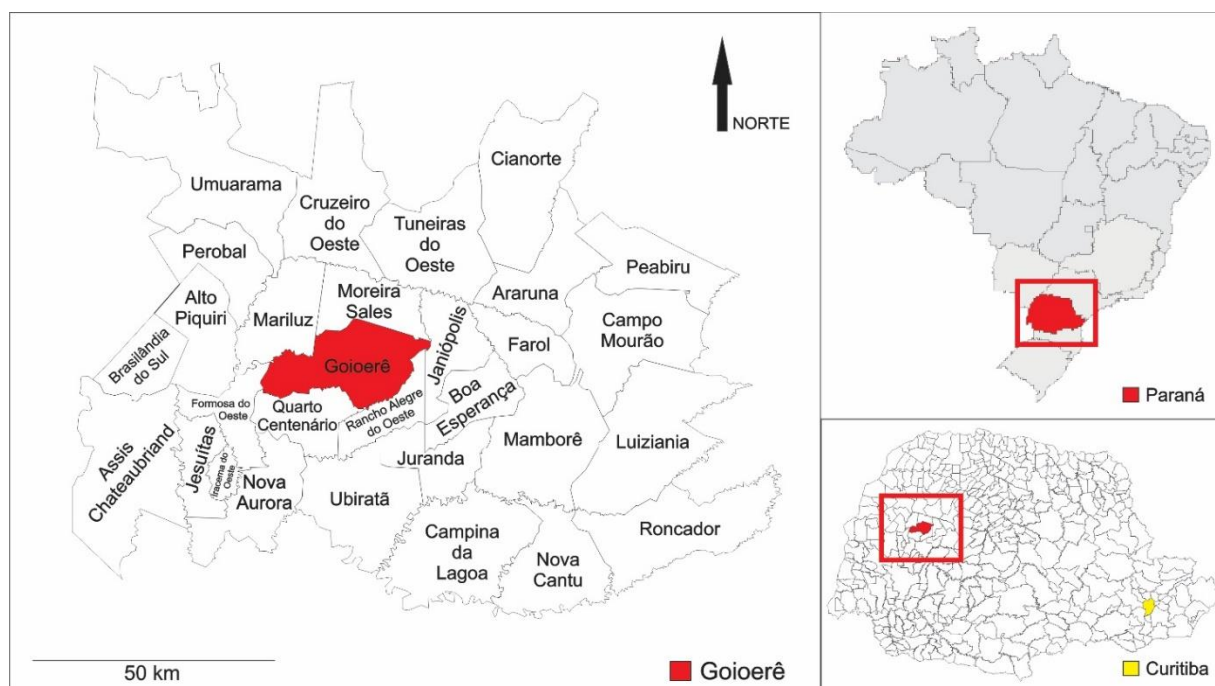 NORTE
Cianorte
Umuarama
Cruzeiro
do
Oeste
Tuneiras
do
Oeste
Perobal
Peabiru
Alto
Piquiri
Mariluz
Moreira
Sales
Araruna
Campo
Mourão
Brasilândia
do Sul
Goioerê
Janiópolis
Farol
Boa
Esperança
Formosa do
Oeste
Quarto
Centenário
Rancho Alegre
do Oeste
Mamborê
Luiziania
Assis
Chateaubriand
Jesuítas
Iracema do
Oeste
Nova
Aurora
Juranda
Ubiratã
Campina
da
Lagoa
Nova
Cantu
Roncador
50 km
Goioerê
Paraná
Curitiba